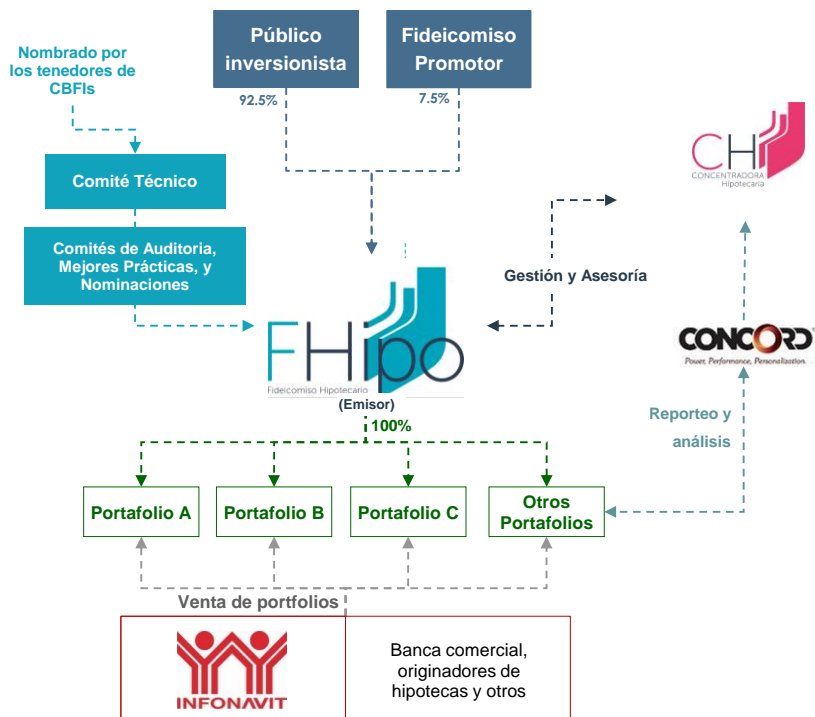 Público
inversionista
Fideicomiso
Promotor
Nombrado por
los tenedores de
CBFIs
92.5%
7.5%
CH
CONCENTRADORA
Hipotecaria
Comité Técnico
Comités de Auditoria,
Mejores Prácticas, y
Nominaciones
Gestión y Asesoría
FHipo
Fideicomiso Hipotecario
(Emisor)
CONCORD
Power, Performance, Personalization.
100%
Reporteo y
análisis
Portafolio A
Portafolio B
Portafolio C
Otros
Portafolios
Venta de portfolios
INFONAVIT
Banca comercial,
originadores de
hipotecas y otros